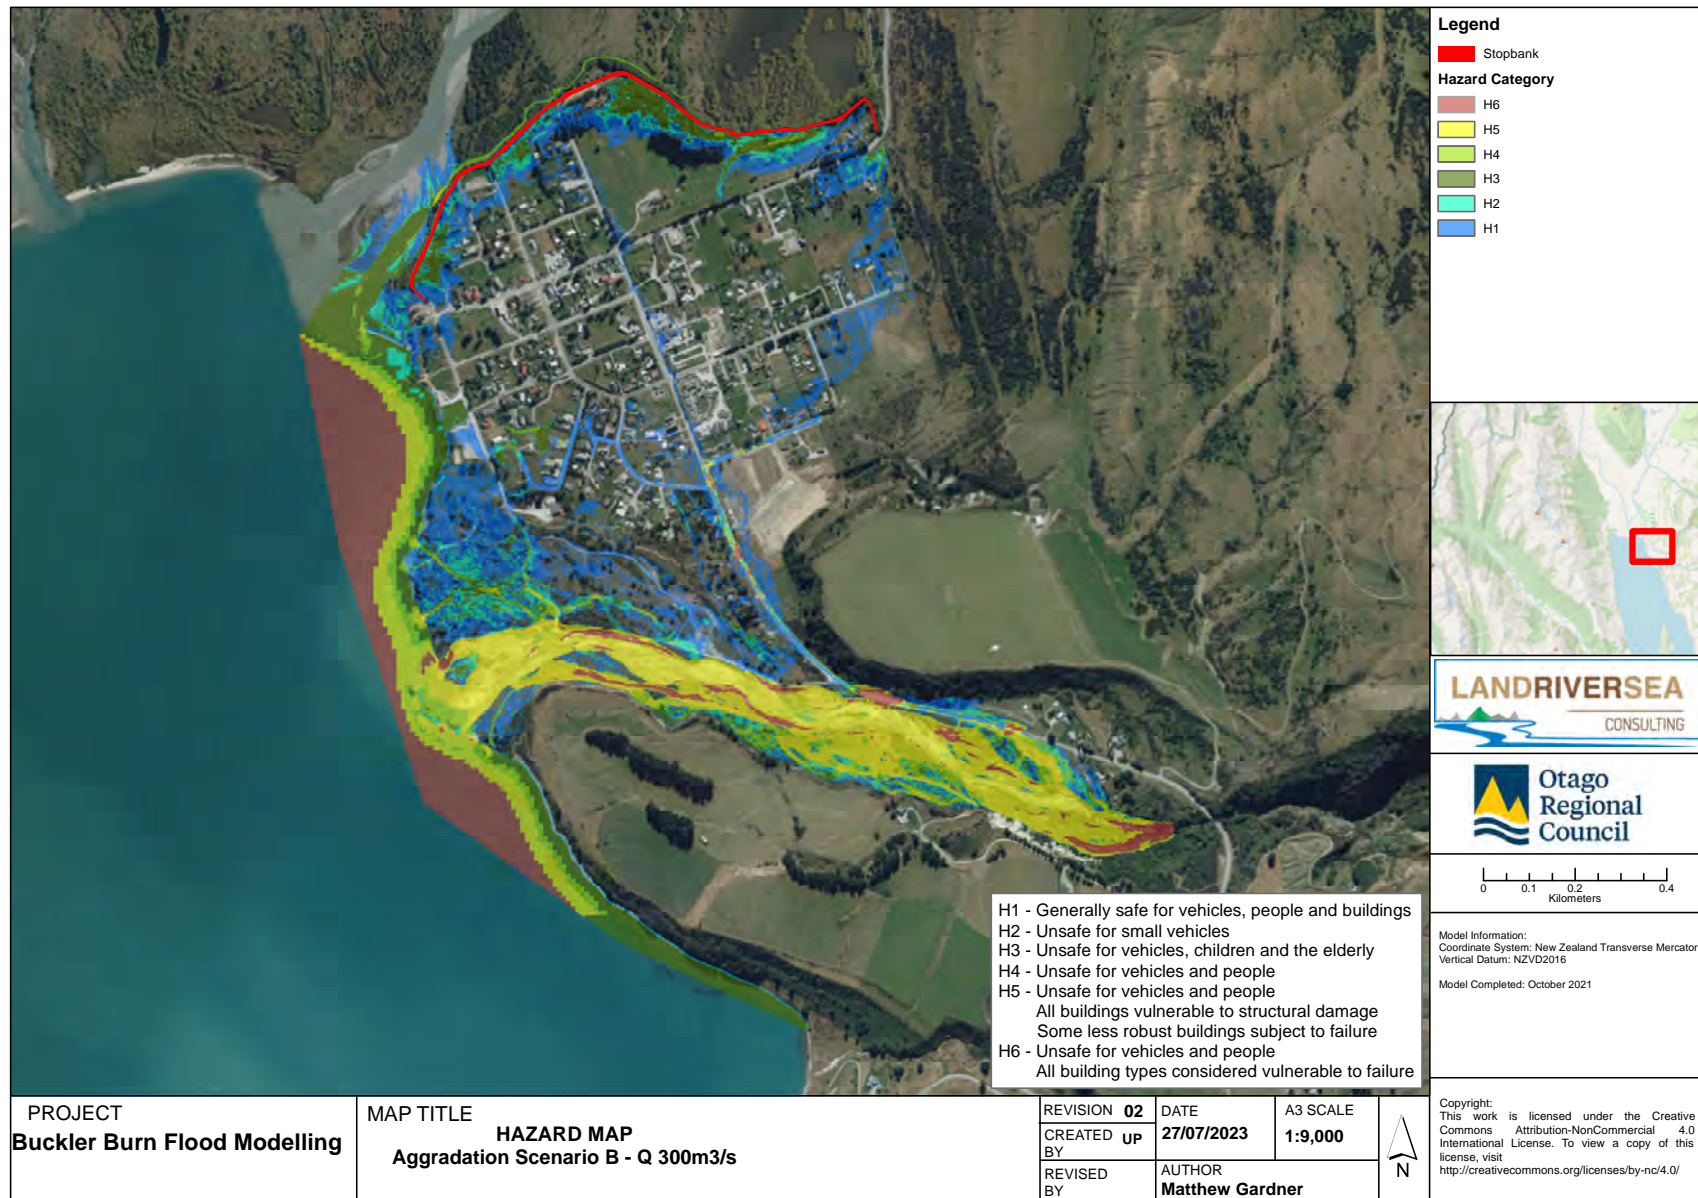 Legend
Stopbank
Hazard Category
H6
H5
H4
H3
H2
H1
LANDRIVERSEA
CONSULTING
Otago
Regional
Council
0 0.1 0.2 0.4
Kilometers
Model Information:
Coordinate System: New Zealand Transverse Mercator
Vertical Datum: NZVD2016
Model Completed: October 2021
H1 - Generally safe for vehicles, people and buildings
H2 - Unsafe for small vehicles
H3 - Unsafe for vehicles, children and the elderly
H4 - Unsafe for vehicles and people
H5 - Unsafe for vehicles and people
All buildings vulnerable to structural damage
Some less robust buildings subject to failure
H6 - Unsafe for vehicles and people
All building types considered vulnerable to failure
PROJECT
Buckler Burn Flood Modelling
MAP TITLE
HAZARD MAP
Aggradation Scenario B - Q 300m3/s
REVISION 02
CREATED BY UP
REVISED BY
DATE
27/07/2023
A3 SCALE
1:9,000
AUTHOR
Matthew Gardner
N
Copyright:
This work is licensed under the Creative
Commons Attribution-NonCommercial 4.0
International License. To view a copy of this
license, visit
http://creativecommons.org/licenses/by-nc/4.0/